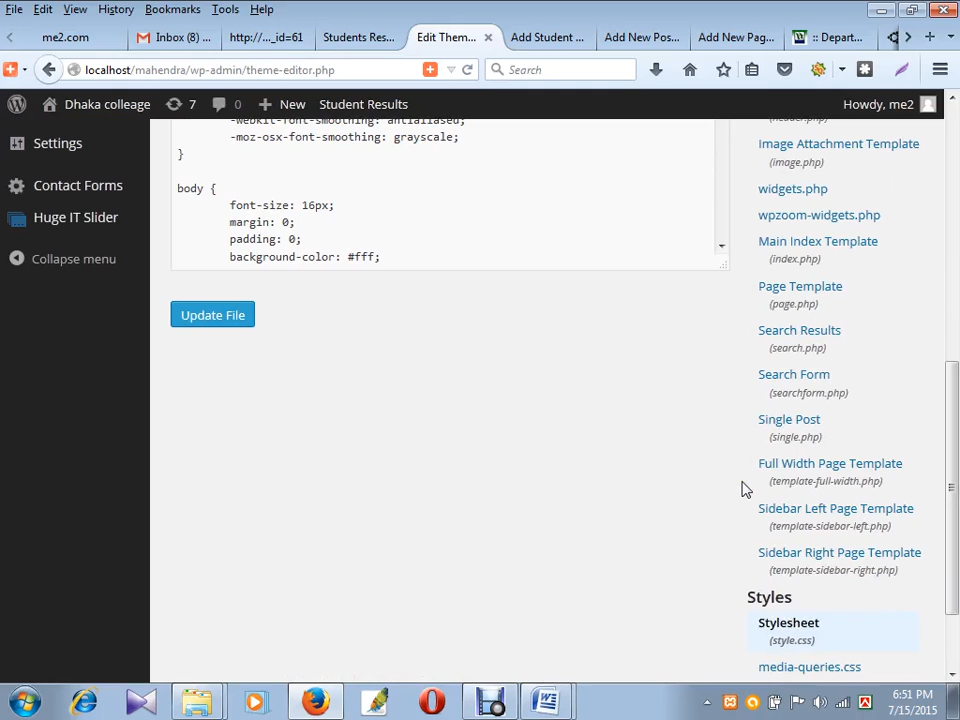 File Edit View History Bookmarks Tools Help
me2.com
Inbox (8) ...
http://..._id=61
Students Res...
Edit Them...
Add Student ...
Add New Pos...
Add New Pag...
:: Depart...
localhost/mahendra/wp-admin/theme-editor.php
Search
Dhaka colleage
7
0
New
Student Results
Howdy, me2
Settings
Contact Forms
Huge IT Slider
Collapse menu
-webkit-font-smoothing: antialiased;
-moz-osx-font-smoothing: grayscale;
}
body {
font-size: 16px;
margin: 0;
padding: 0;
background-color: #fff;
Update File
(header.php)
Image Attachment Template
(image.php)
widgets.php
wpzoom-widgets.php
Main Index Template
(index.php)
Page Template
(page.php)
Search Results
(search.php)
Search Form
(searchform.php)
Single Post
(single.php)
Full Width Page Template
(template-full-width.php)
Sidebar Left Page Template
(template-sidebar-left.php)
Sidebar Right Page Template
(template-sidebar-right.php)
Styles
Stylesheet
(style.css)
media-queries.css
6:51 PM
7/15/2015